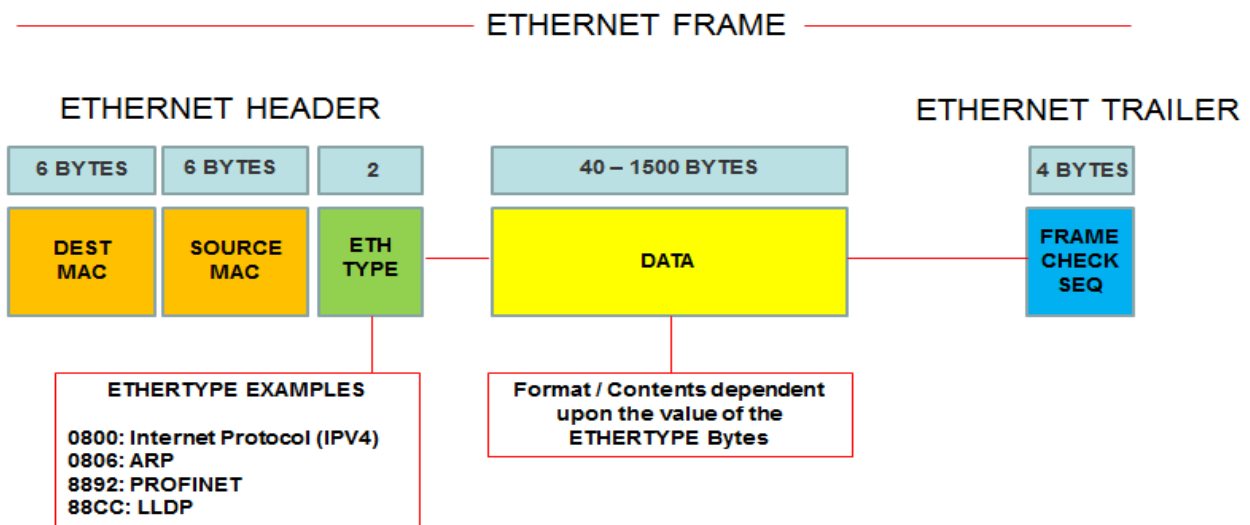 ETHERNET FRAME
ETHERNET HEADER
ETHERNET TRAILER
6 BYTES
6 BYTES
2
40 – 1500 BYTES
4 BYTES
DEST
MAC
SOURCE
MAC
ETH
TYPE
DATA
FRAME
CHECK
SEQ
ETHERTYPE EXAMPLES
0800: Internet Protocol (IPV4)
0806: ARP
8892: PROFINET
88CC: LLDP
Format / Contents dependent
upon the value of the
ETHERTYPE Bytes